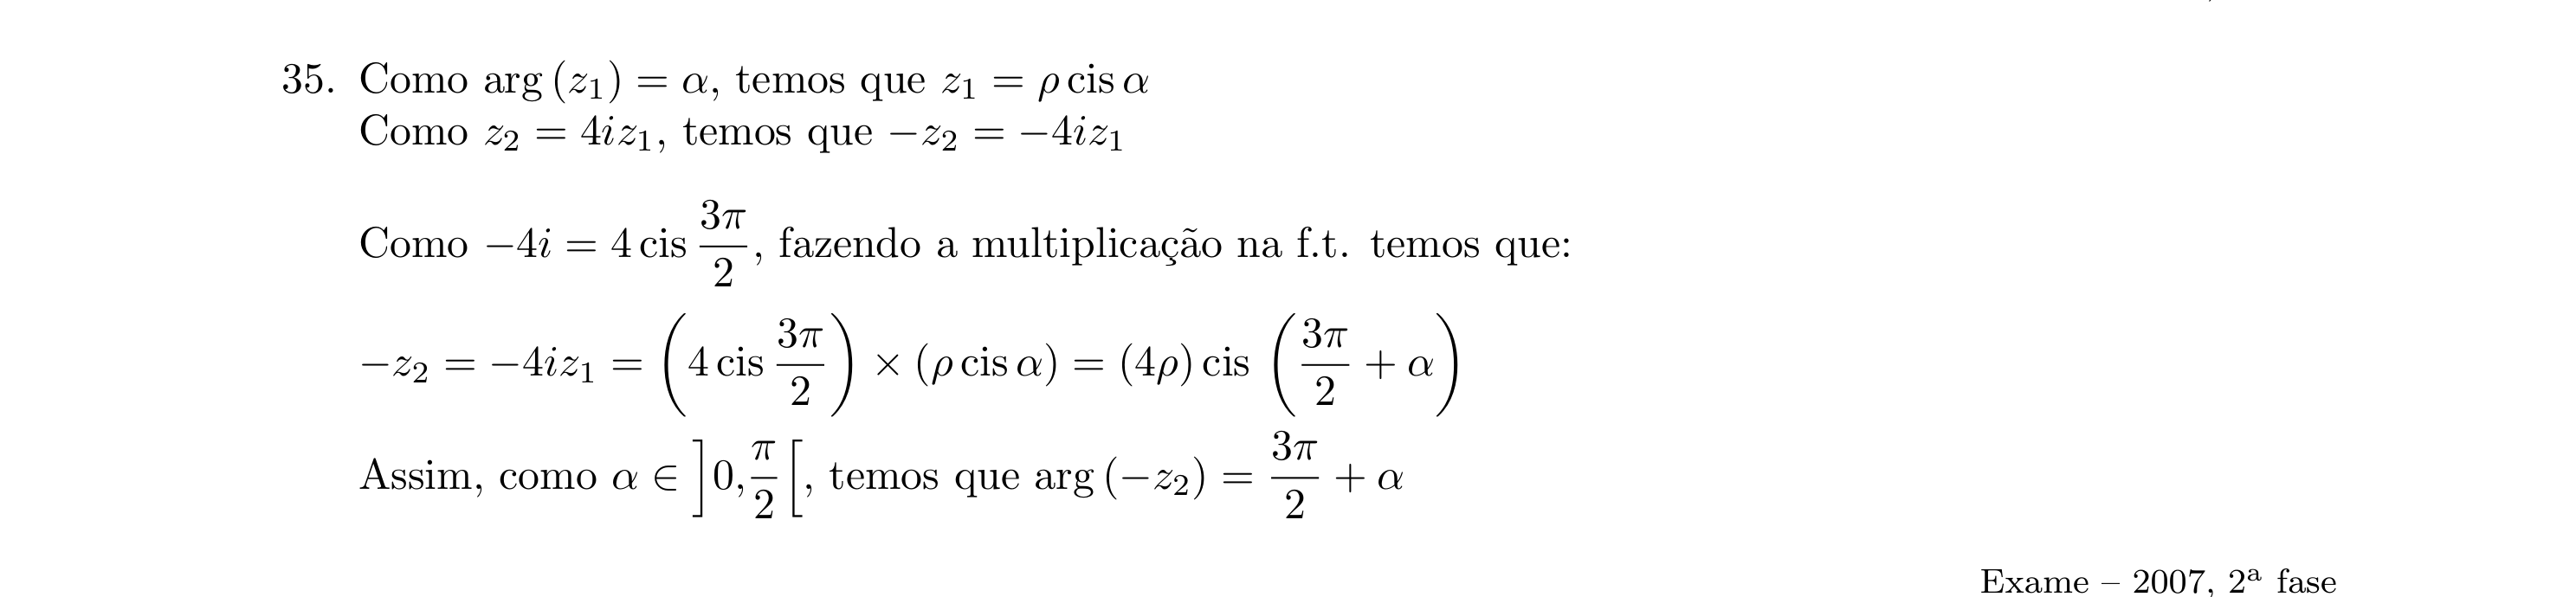 35. Como arg (z₁) = α, temos que z₁ = ρ cis α
Como z₂ = 4iz₁, temos que −z₂ = −4iz₁
Como −4i = 4 cis 3π/2, fazendo a multiplicação na f.t. temos que:
−z₂ = −4iz₁ = (4 cis 3π/2) × (ρ cis α) = (4ρ) cis (3π/2 + α)
Assim, como α ∈ ]0,π/2[, temos que arg (−z₂) = 3π/2 + α
Exame – 2007, 2ª fase